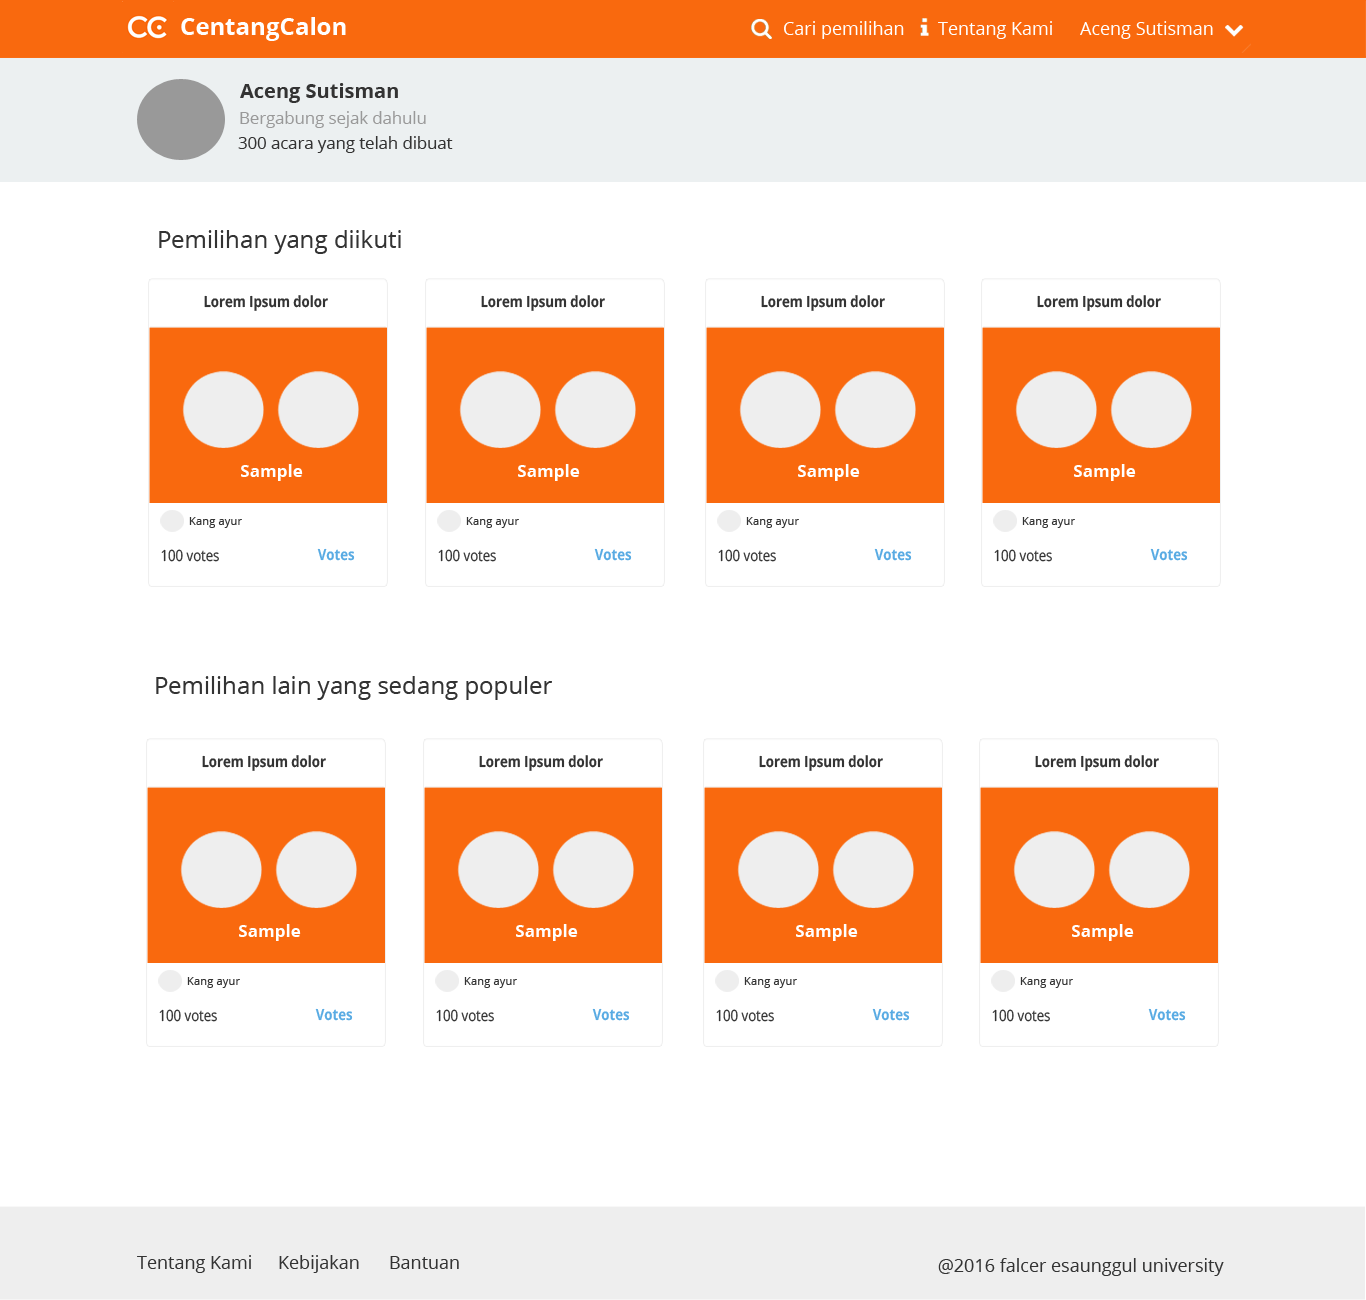 CentangCalon
Cari pemilihan Tentang Kami Aceng Sutisman
Aceng Sutisman
Bergabung sejak dahulu
300 acara yang telah dibuat
Pemilihan yang diikuti
Lorem Ipsum dolor Lorem Ipsum dolor Lorem Ipsum dolor Lorem Ipsum dolor
Sample Sample Sample Sample
Kang ayur Kang ayur Kang ayur Kang ayur
100 votes Votes 100 votes Votes 100 votes Votes 100 votes Votes
Pemilihan lain yang sedang populer
Lorem Ipsum dolor Lorem Ipsum dolor Lorem Ipsum dolor Lorem Ipsum dolor
Sample Sample Sample Sample
Kang ayur Kang ayur Kang ayur Kang ayur
100 votes Votes 100 votes Votes 100 votes Votes 100 votes Votes
Tentang Kami Kebijakan Bantuan
@2016 falcer esaunggul university